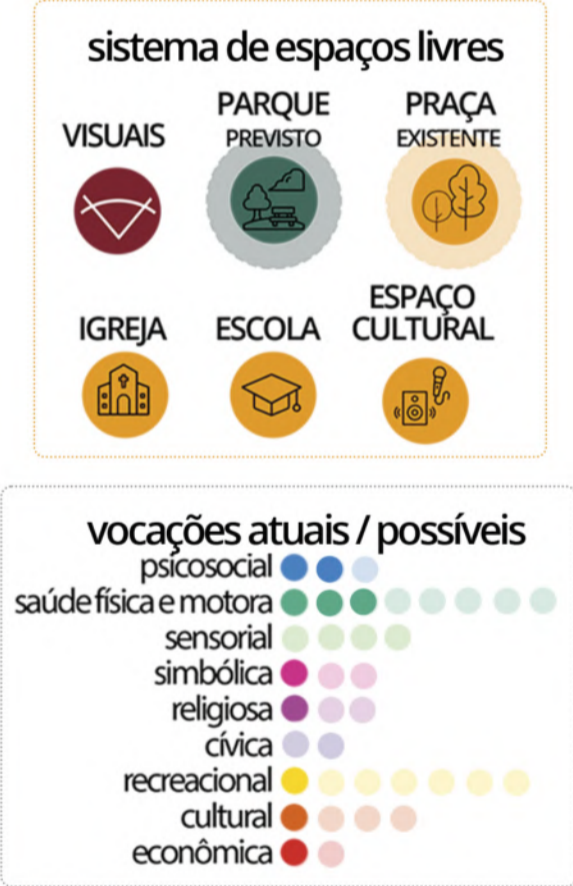 sistema de espaços livres
VISUAIS
PARQUE
PREVISTO
PRAÇA
EXISTENTE
IGREJA
ESCOLA
ESPAÇO
CULTURAL
vocações atuais / possíveis
psicosocial
saúde física e motora
sensorial
simbólica
religiosa
cívica
recreacional
cultural
econômica